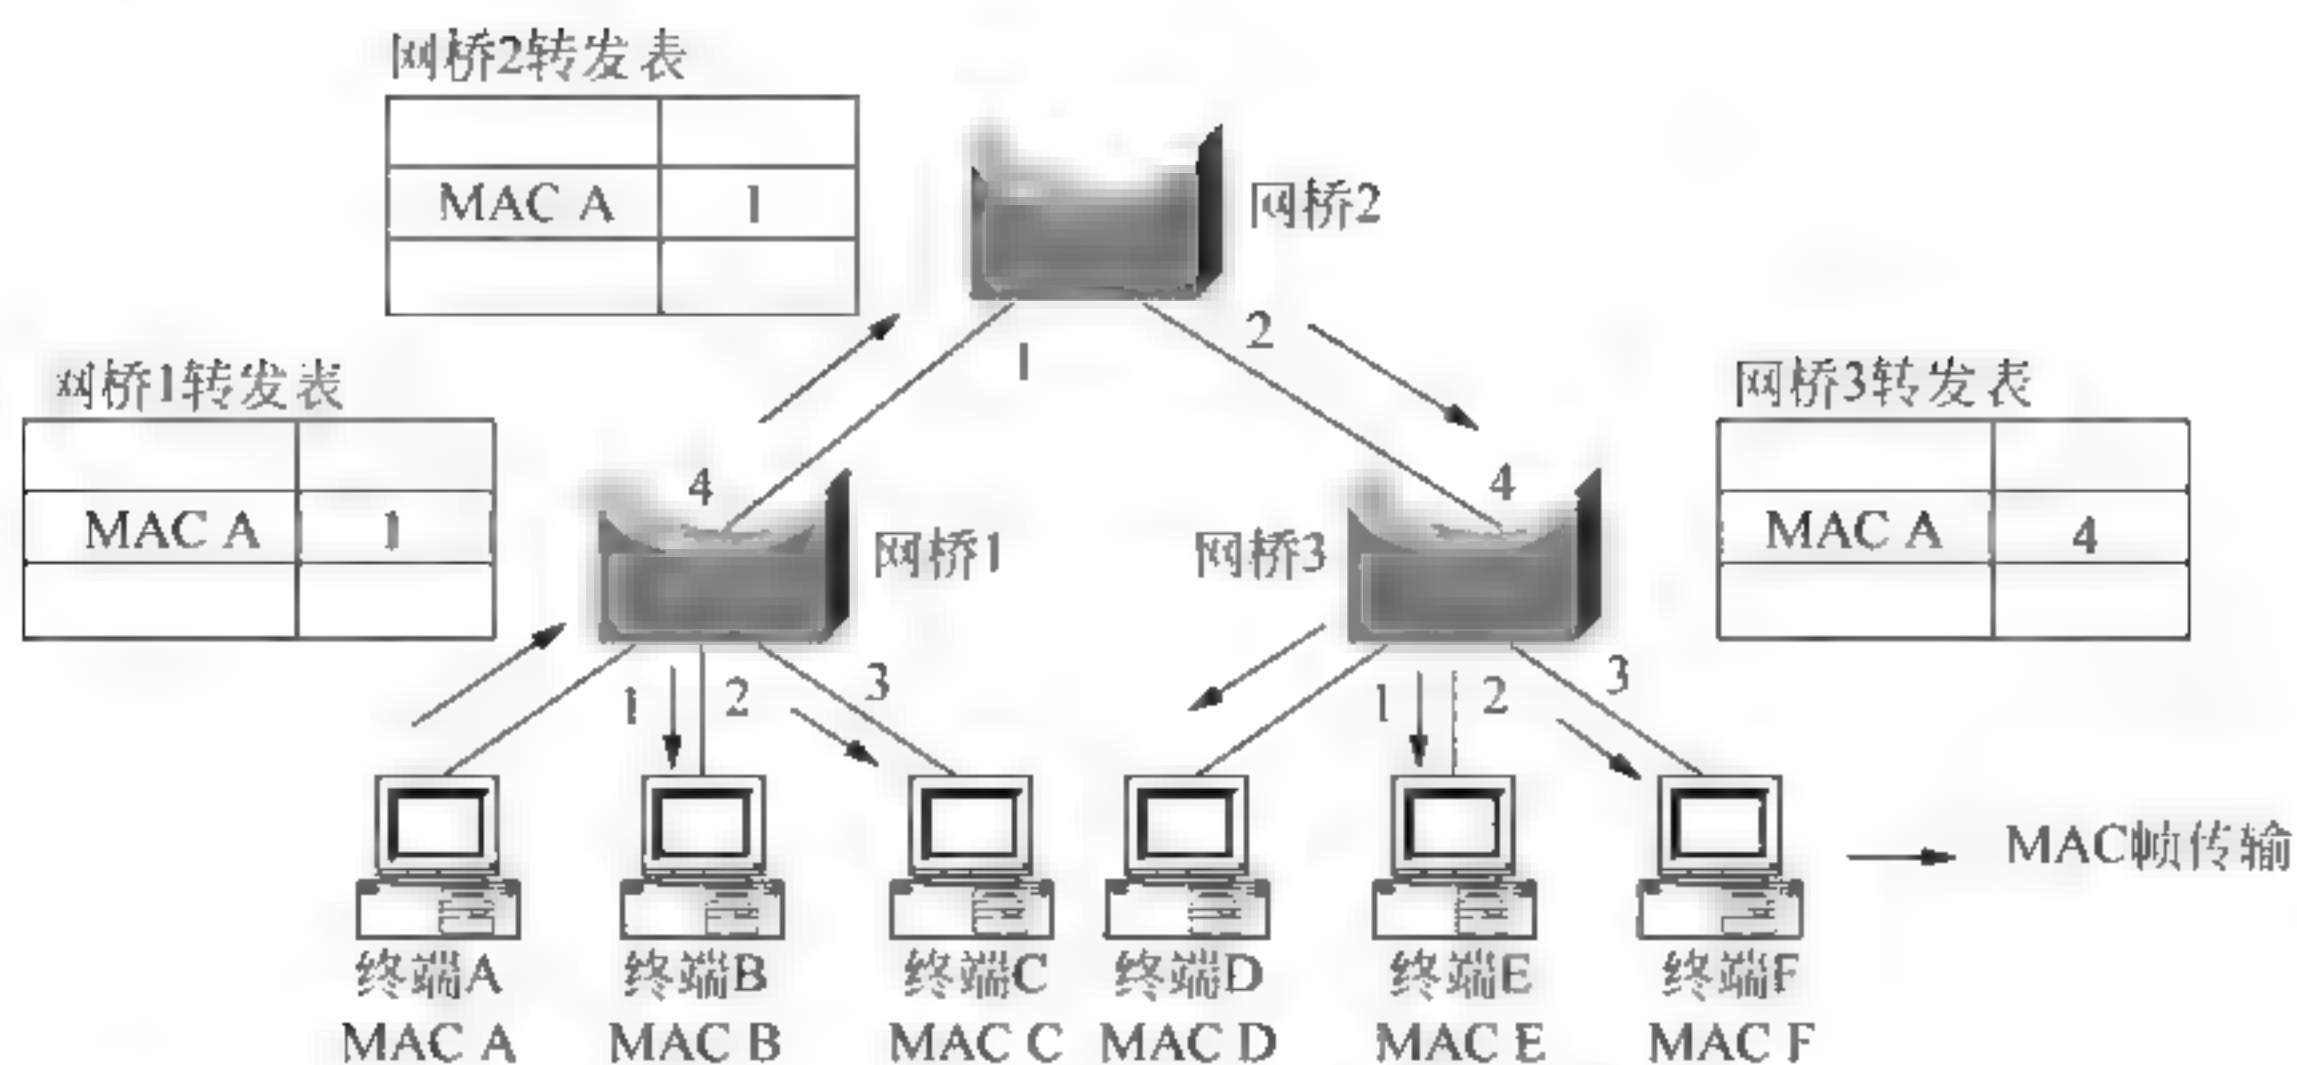 网桥2转发表
MAC A 1
网桥2
1
2
网桥1转发表
MAC A 1
网桥3转发表
MAC A 4
4
网桥1
网桥3
4
1 2 3
1 2 3
MAC帧传输
终端A 终端B 终端C 终端D 终端E 终端F
MAC A MAC B MAC C MAC D MAC E MAC F